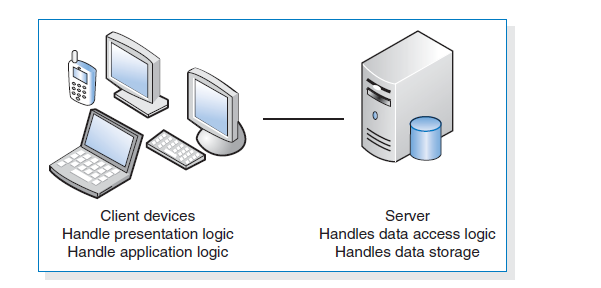 Client devices
Handle presentation logic
Handle application logic
Server
Handles data access logic
Handles data storage